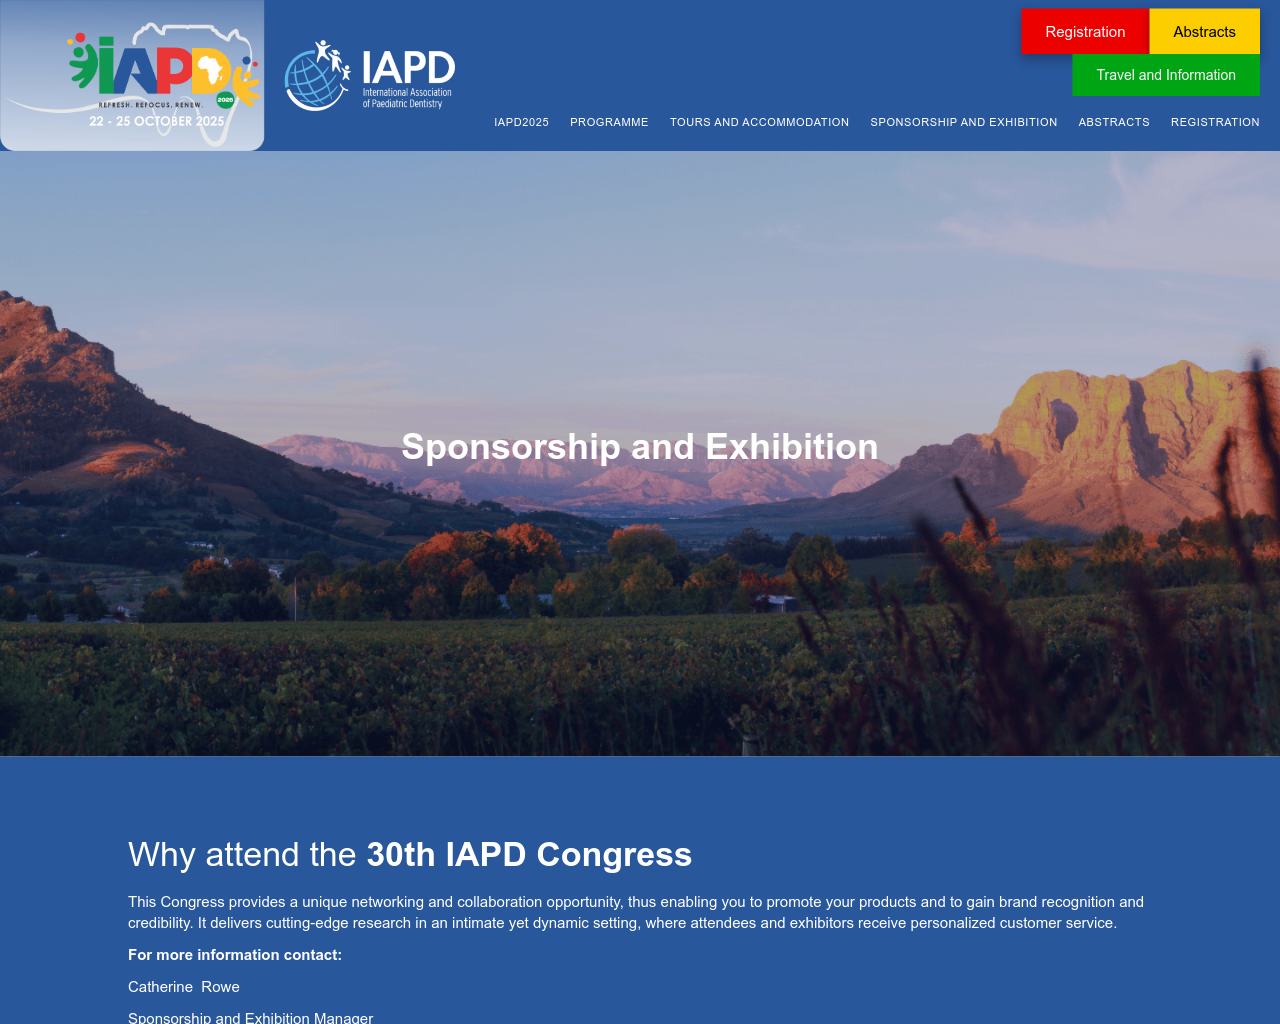 IAPD
2025
REFRESH. REFOCUS. RENEW.
22 - 25 OCTOBER 2025
IAPD
International Association
of Paediatric Dentistry
Registration
Abstracts
Travel and Information
IAPD2025
PROGRAMME
TOURS AND ACCOMMODATION
SPONSORSHIP AND EXHIBITION
ABSTRACTS
REGISTRATION
Sponsorship and Exhibition
Why attend the 30th IAPD Congress
This Congress provides a unique networking and collaboration opportunity, thus enabling you to promote your products and to gain brand recognition and
credibility. It delivers cutting-edge research in an intimate yet dynamic setting, where attendees and exhibitors receive personalized customer service.
For more information contact:
Catherine  Rowe
Sponsorship and Exhibition Manager